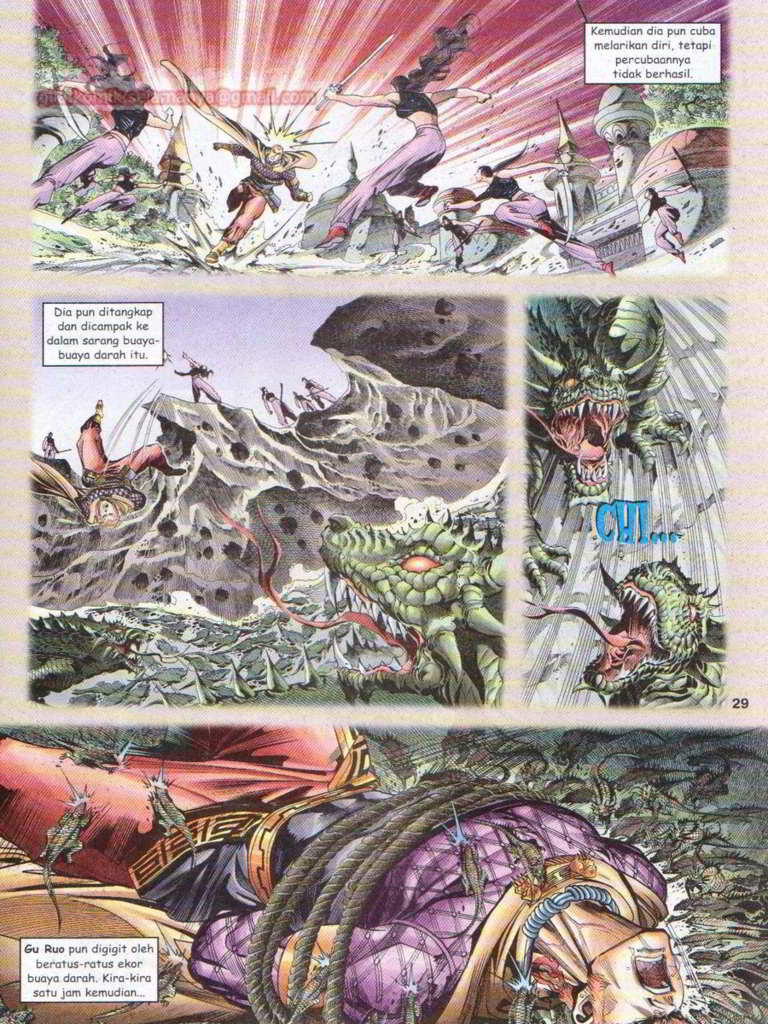 Kemudian dia pun cuba
melarikan diri, tetapi
percubaannya
tidak berhasil.
Dia pun ditangkap
dan dicampak ke
dalam sarang buaya-
buaya darah itu.
CHI...
29
Gu Ruo pun digigit oleh
beratus-ratus ekor
buaya darah. Kira-kira
satu jam kemudian...